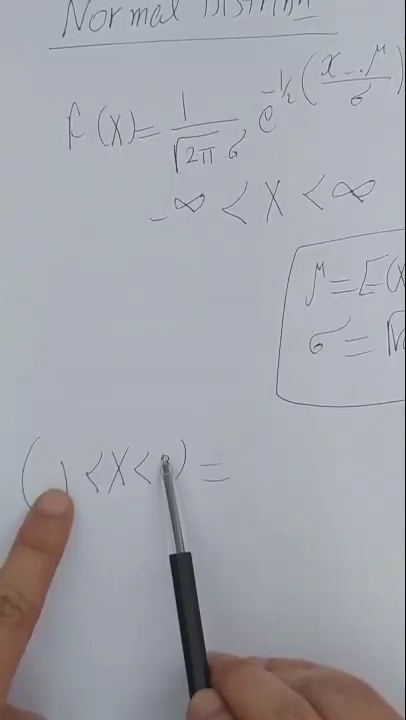 Normal
F(X) = 1/√2π σ e^-1/2 (x - μ / σ)
-∞ < X < ∞
μ = E(X
σ = √
( < X < ) =